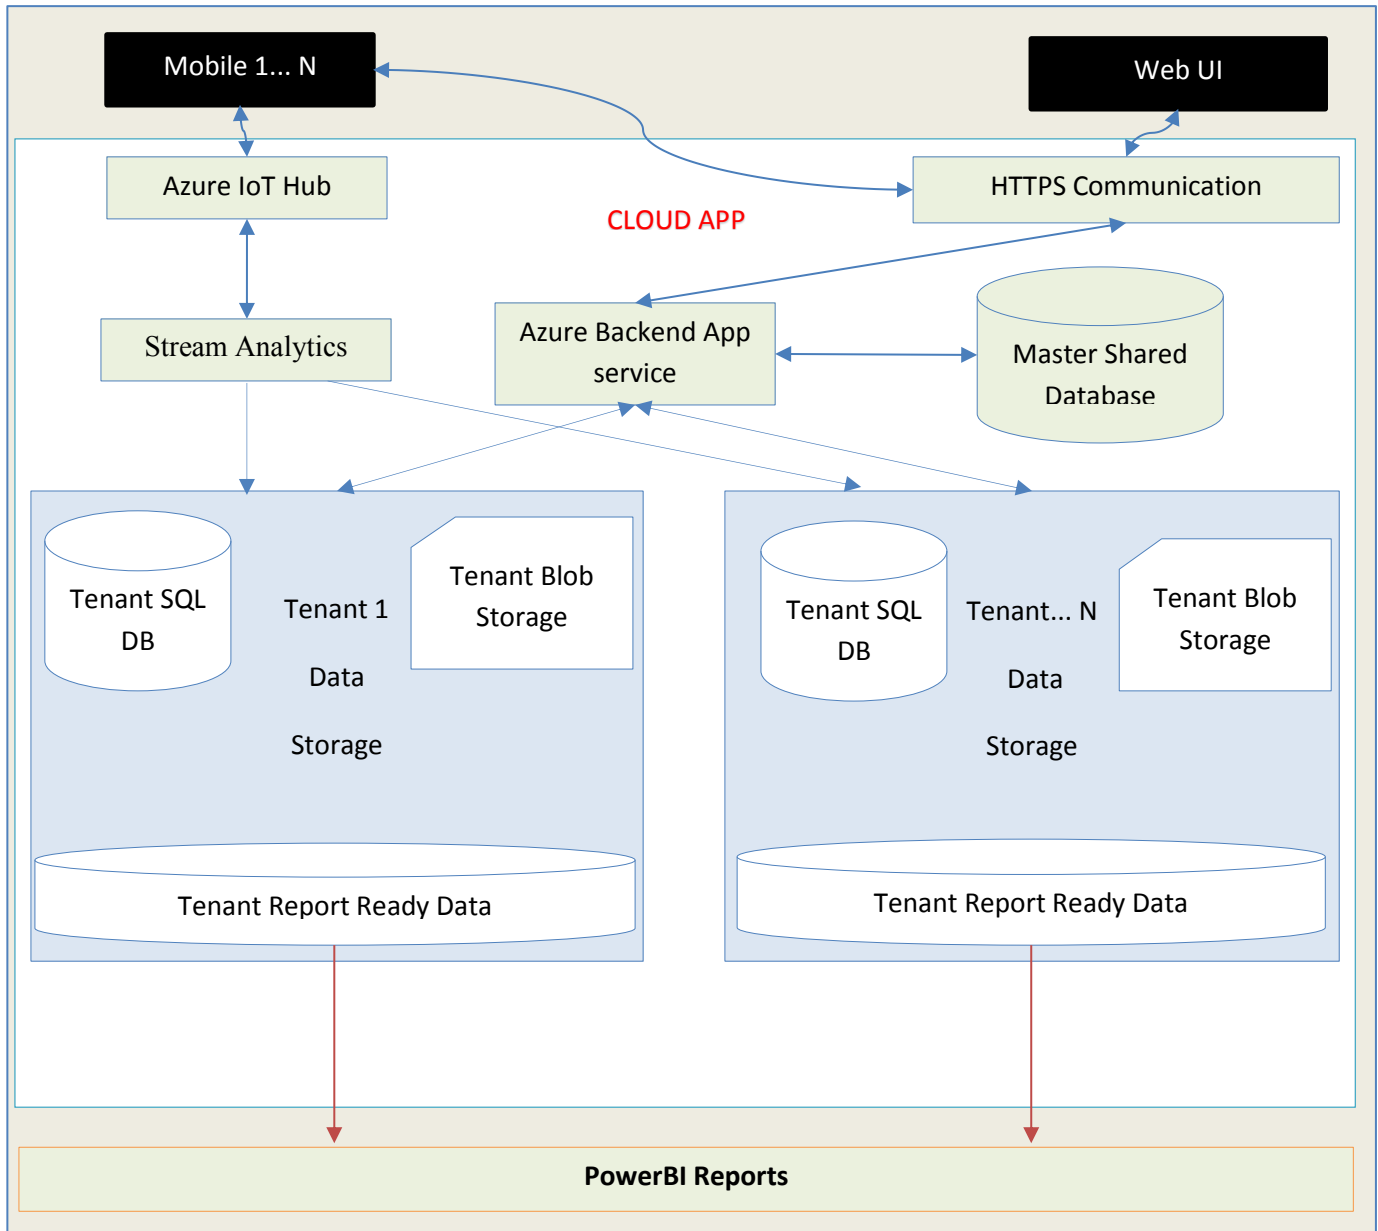 Mobile 1... N
Web UI
Azure IoT Hub
HTTPS Communication
CLOUD APP
Stream Analytics
Azure Backend App
service
Master Shared
Database
Tenant SQL
DB
Tenant 1
Data
Storage
Tenant Blob
Storage
Tenant SQL
DB
Tenant... N
Data
Storage
Tenant Blob
Storage
Tenant Report Ready Data
Tenant Report Ready Data
PowerBI Reports